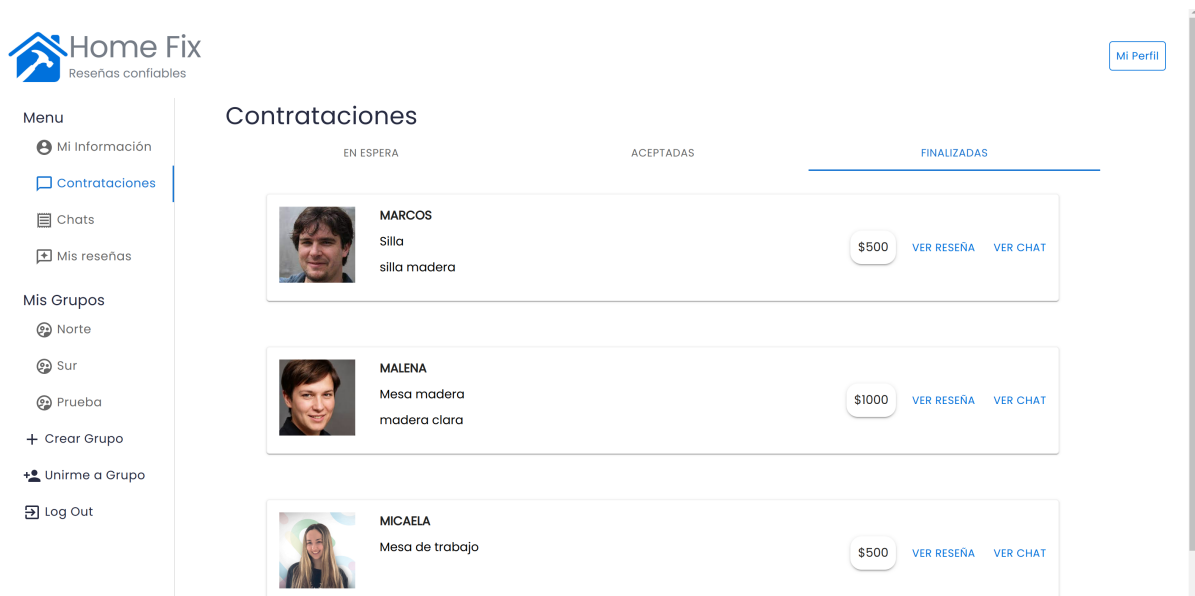 Home Fix
Reseñas confiables
Mi Perfil
Menu
Mi Información
Contrataciones
Chats
Mis reseñas
Mis Grupos
Norte
Sur
Prueba
Crear Grupo
Unirme a Grupo
Log Out
Contrataciones
EN ESPERA
ACEPTADAS
FINALIZADAS
MARCOS
Silla
silla madera
$500
VER RESEÑA
VER CHAT
MALENA
Mesa madera
madera clara
$1000
VER RESEÑA
VER CHAT
MICAELA
Mesa de trabajo
$500
VER RESEÑA
VER CHAT